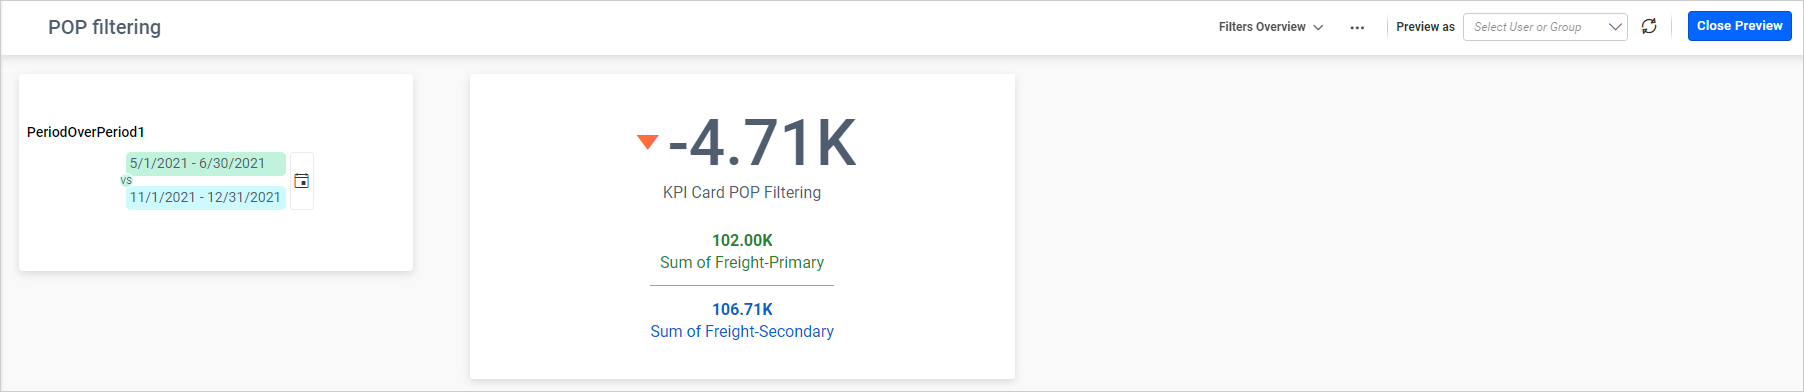 POP filtering
Filters Overview
Preview as
Select User or Group
Close Preview
PeriodOverPeriod1
5/1/2021 - 6/30/2021
vs
11/1/2021 - 12/31/2021
-4.71K
KPI Card POP Filtering
102.00K
Sum of Freight-Primary
106.71K
Sum of Freight-Secondary